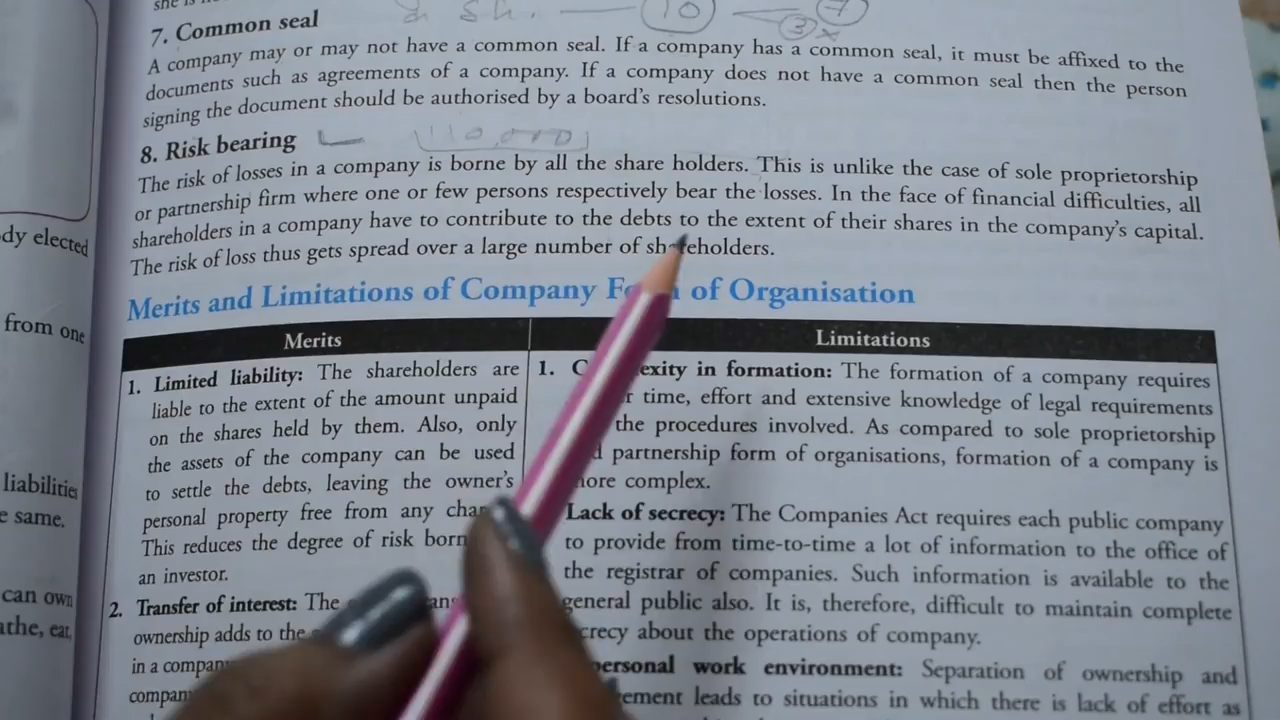 she is
10
7
3 x
7. Common seal
A company may or may not have a common seal. If a company has a common seal, it must be affixed to the
documents such as agreements of a company. If a company does not have a common seal then the person
signing the document should be authorised by a board's resolutions.
8. Risk bearing
The risk of losses in a company is borne by all the share holders. This is unlike the case of sole proprietorship
or partnership firm where one or few persons respectively bear the losses. In the face of financial difficulties, all
shareholders in a company have to contribute to the debts to the extent of their shares in the company's capital.
The risk of loss thus gets spread over a large number of shareholders.
Merits and Limitations of Company of Organisation
Merits
1. Limited liability: The shareholders are
liable to the extent of the amount unpaid
on the shares held by them. Also, only
the assets of the company can be used
to settle the debts, leaving the owner's
personal property free from any
This reduces the degree of risk
an investor.
2. Transfer of interest: The
ownership adds to the
in a
Limitations
1. in formation: The formation of a company requires
time, effort and extensive knowledge of legal requirements
the procedures involved. As compared to sole proprietorship
partnership form of organisations, formation of a company is
more complex.
Lack of secrecy: The Companies Act requires each public company
to provide from time-to-time a lot of information to the office of
the registrar of companies. Such information is available to the
general public also. It is, therefore, difficult to maintain complete
about the operations of company.
work environment: Separation of ownership and
leads to situations in which there is lack of effort as
elected
from one
liabilities
same.
can own
eat,